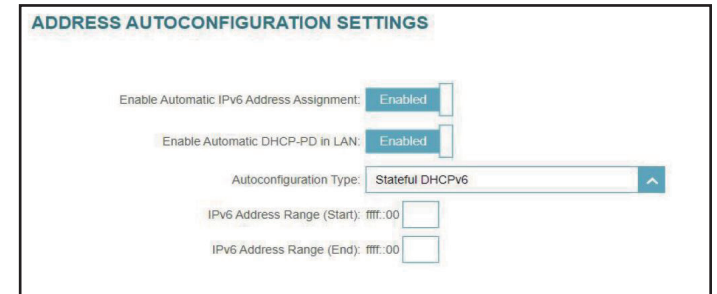 ADDRESS AUTOCONFIGURATION SETTINGS
Enable Automatic IPv6 Address Assignment: Enabled
Enable Automatic DHCP-PD in LAN: Enabled
Autoconfiguration Type: Stateful DHCPv6
IPv6 Address Range (Start): ffff::00
IPv6 Address Range (End): ffff::00